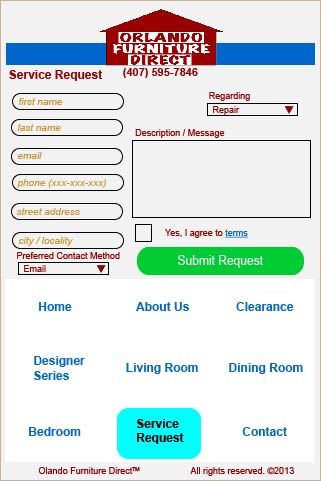 ORLANDO
FURNITURE
DIRECT
Service Request
(407) 595-7846
first name
last name
email
phone (xxx-xxx-xxx)
street address
city / locality
Preferred Contact Method
Email
Regarding
Repair
Description / Message
Yes, I agree to terms
Submit Request
Home
About Us
Clearance
Designer
Series
Living Room
Dining Room
Bedroom
Service
Request
Contact
Olando Furniture Direct™
All rights reserved. ©2013